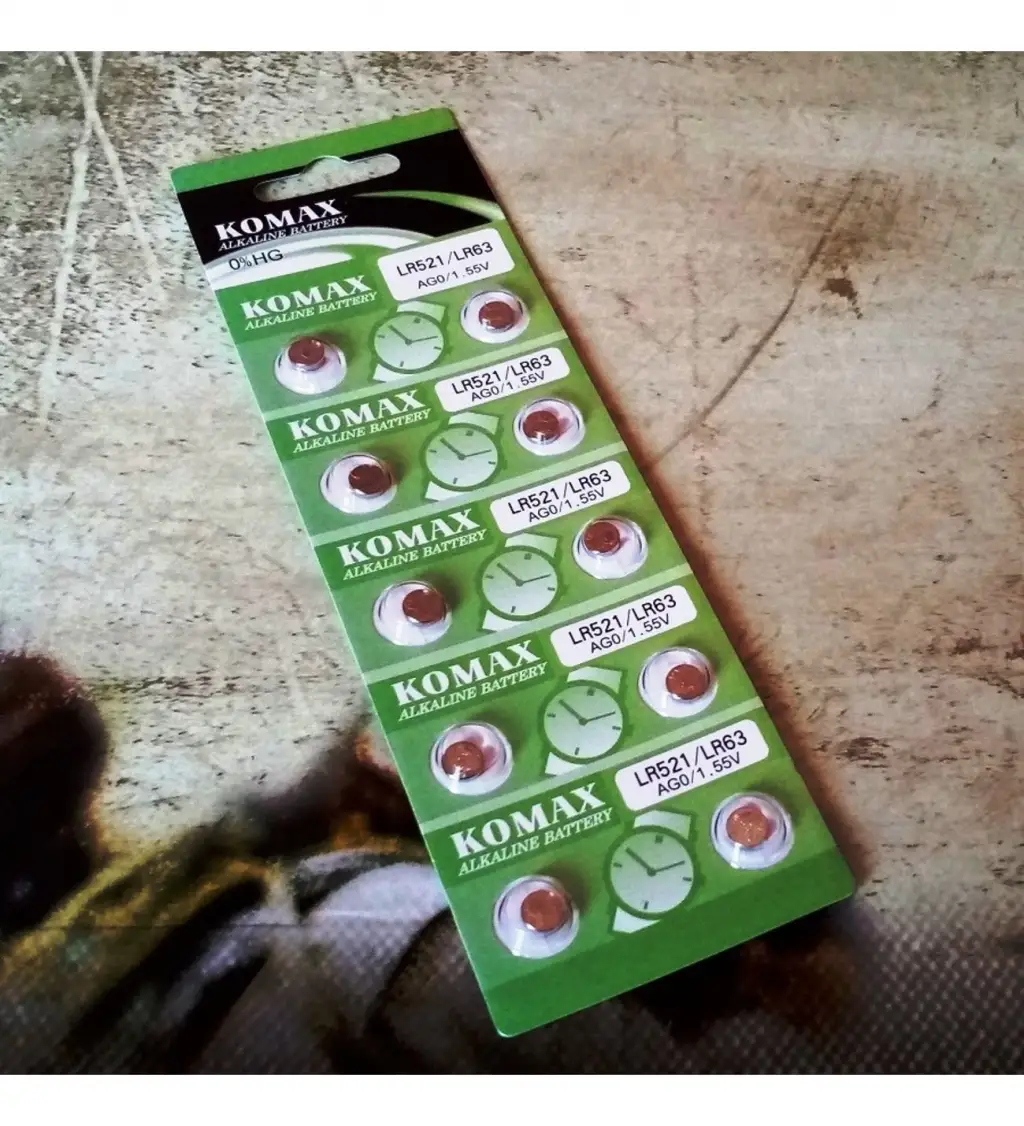 KOMAX
ALKALINE BATTERY
0%HG
LR521/LR63
AG0/1.55V
KOMAX
ALKALINE BATTERY
LR521/LR63
AG0/1.55V
KOMAX
ALKALINE BATTERY
LR521/LR63
AG0/1.55V
KOMAX
ALKALINE BATTERY
LR521/LR63
AG0/1.55V
KOMAX
ALKALINE BATTERY
LR521/LR63
AG0/1.55V
KOMAX
ALKALINE BATTERY